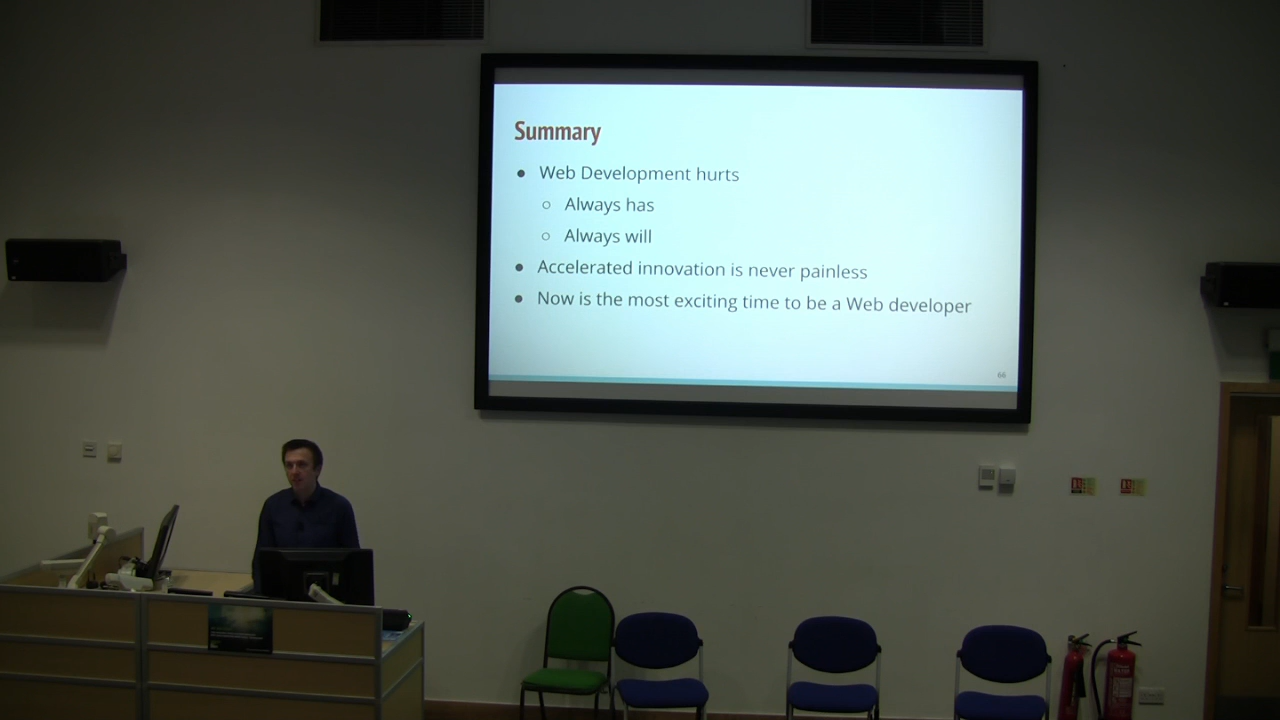 Summary
● Web Development hurts
○ Always has
○ Always will
● Accelerated innovation is never painless
● Now is the most exciting time to be a Web developer
66